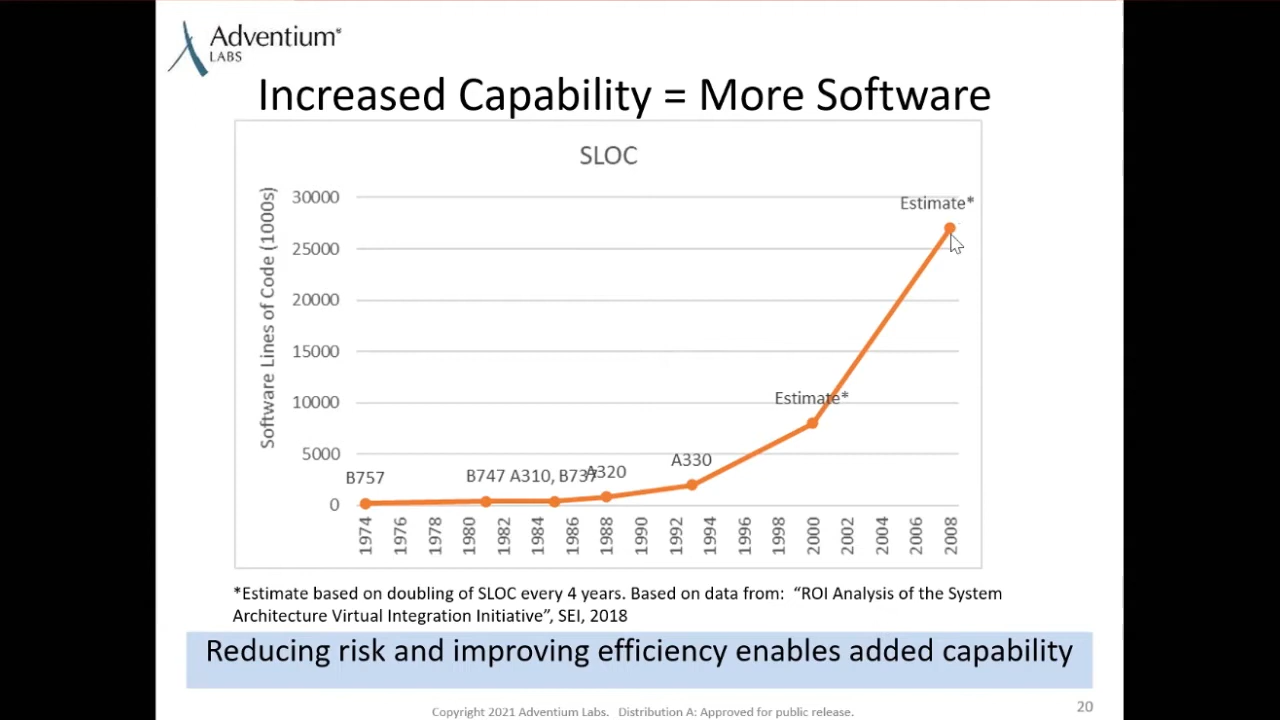 Adventium®
LABS
Increased Capability = More Software
SLOC
Software Lines of Code (1000s)
30000
25000
20000
15000
10000
5000
0
B757
B747
A310, B737
A320
A330
Estimate*
Estimate*
1974
1976
1978
1980
1982
1984
1986
1988
1990
1992
1994
1996
1998
2000
2002
2004
2006
2008
*Estimate based on doubling of SLOC every 4 years. Based on data from: “ROI Analysis of the System
Architecture Virtual Integration Initiative”, SEI, 2018
Reducing risk and improving efficiency enables added capability
Copyright 2021 Adventium Labs. Distribution A: Approved for public release.
20